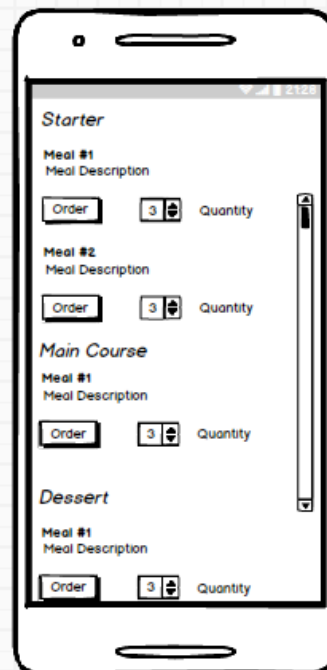 2128
Starter
Meal #1
Meal Description
Order 3 Quantity
Meal #2
Meal Description
Order 3 Quantity
Main Course
Meal #1
Meal Description
Order 3 Quantity
Dessert
Meal #1
Meal Description
Order 3 Quantity